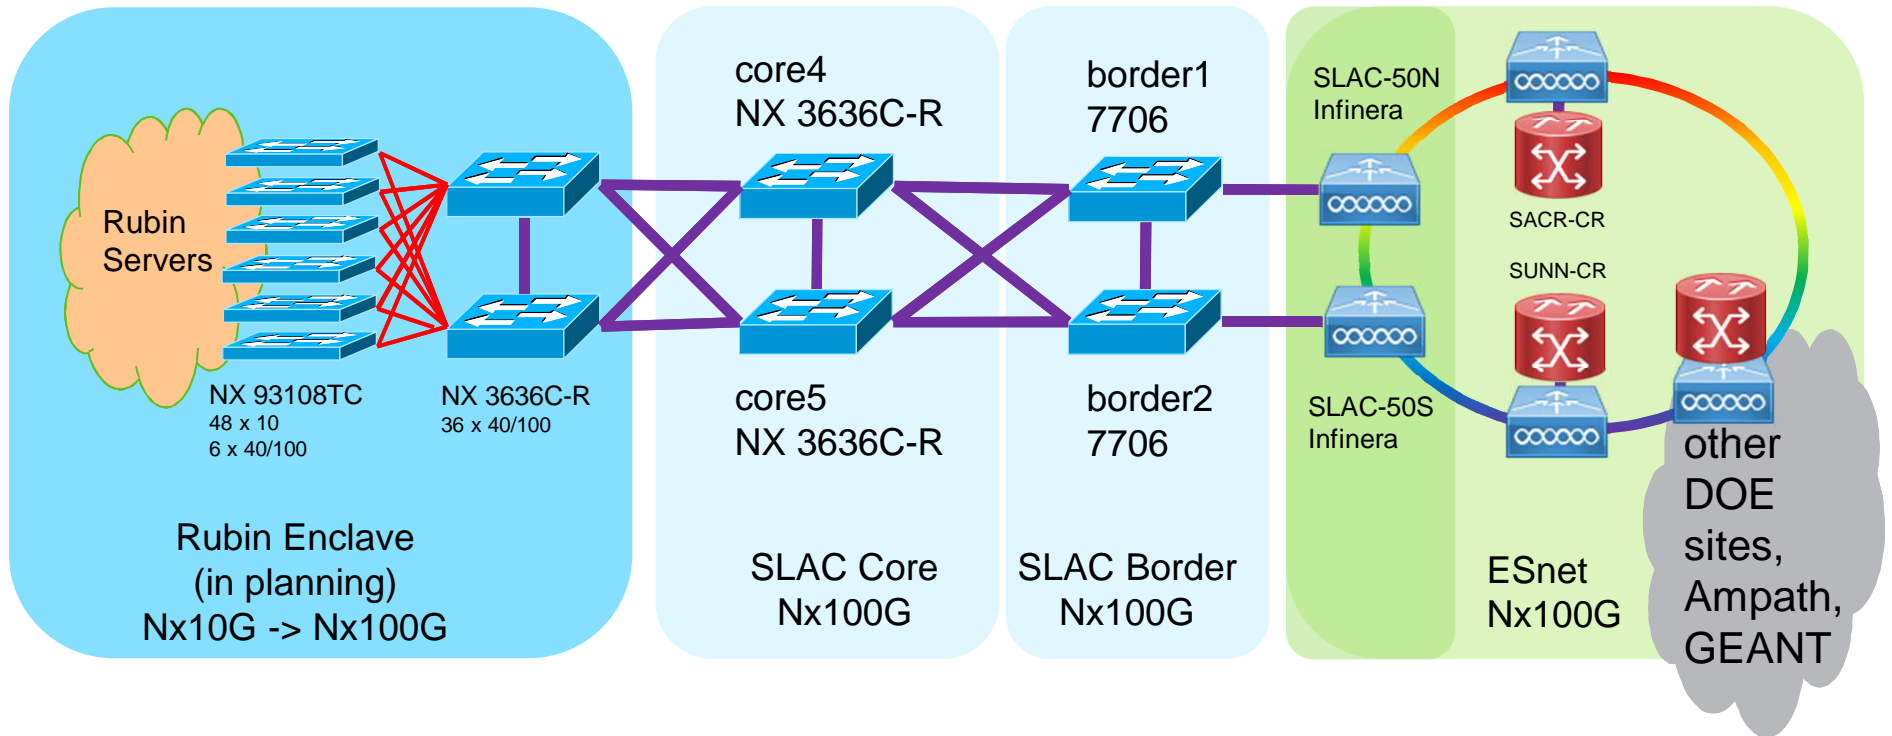 Rubin
Servers
NX 93108TC
48 x 10
6 x 40/100
NX 3636C-R
36 x 40/100
Rubin Enclave
(in planning)
Nx10G -> Nx100G
core4
NX 3636C-R
core5
NX 3636C-R
SLAC Core
Nx100G
border1
7706
border2
7706
SLAC Border
Nx100G
SLAC-50N
Infinera
SLAC-50S
Infinera
SACR-CR
SUNN-CR
ESnet
Nx100G
other
DOE
sites,
Ampath,
GEANT